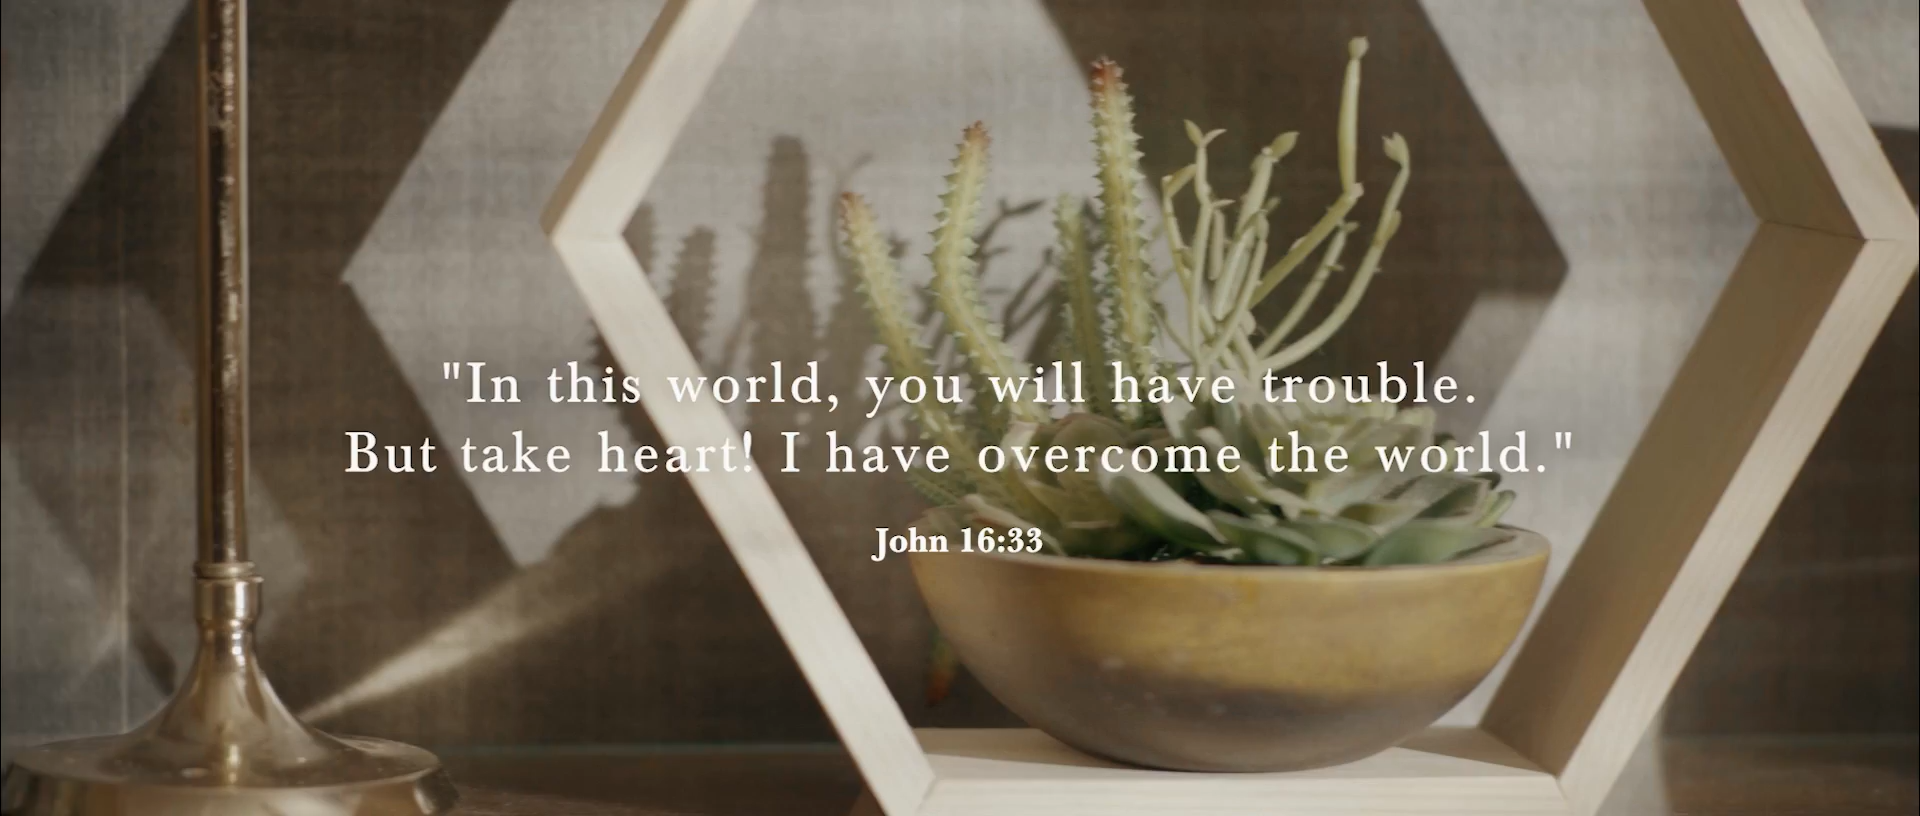 "In this world, you will have trouble.
But take heart! I have overcome the world."
John 16:33